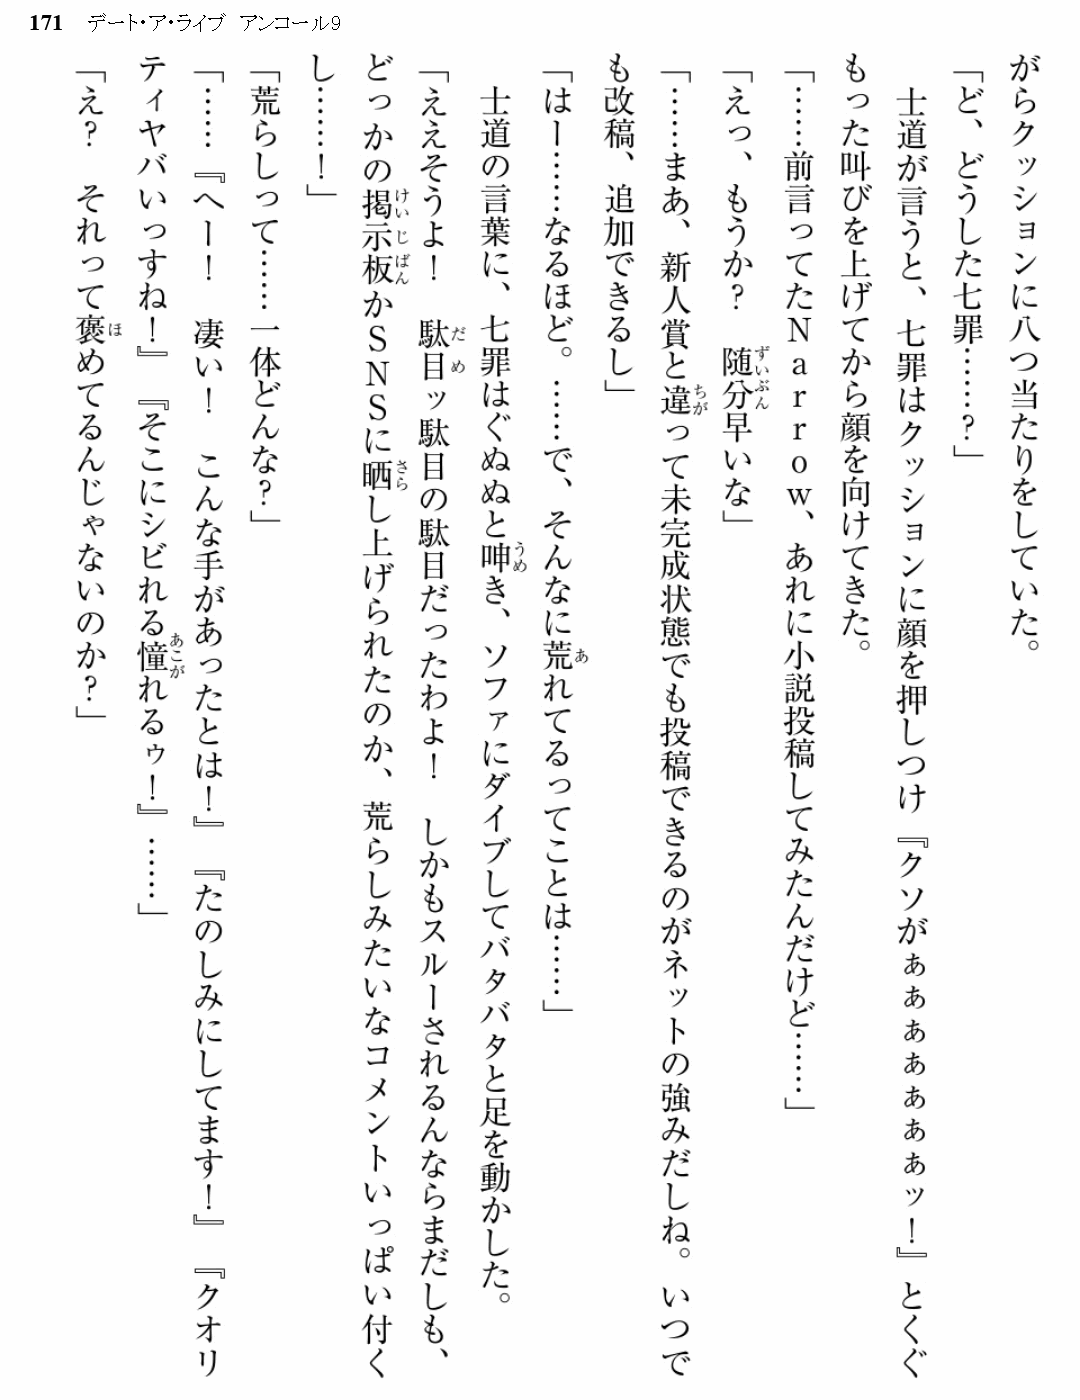 171 デート・ア・ライブ アンコール9
がらクッションに八つ当たりをしていた。
「ど、どうした七罪……？」
　士道が言うと、七罪はクッションに顔を押しつけ『クソがぁぁぁぁぁぁぁッ！』とくぐ
もった叫びを上げてから顔を向けてきた。
「……前言ってたＮａｒｒｏｗ、あれに小説投稿してみたんだけど……」
「えっ、もうか？　随分早いな」
「……まあ、新人賞と違って未完成状態でも投稿できるのがネットの強みだしね。いつで
も改稿、追加できるし」
「はー……なるほど。……で、そんなに荒れてるってことは……」
　士道の言葉に、七罪はぐぬぬと呻き、ソファにダイブしてバタバタと足を動かした。
「ええそうよ！　駄目ッ駄目の駄目だったわよ！　しかもスルーされるんならまだしも、
どっかの掲示板かＳＮＳに晒し上げられたのか、荒らしみたいなコメントいっぱい付く
し……！」
「荒らしって……一体どんな？」
「……『へー！　凄い！　こんな手があったとは！』『たのしみにしてます！』『クオリ
ティヤバいっすね！』『そこにシビれる憧れるゥ！』……」
「え？　それって褒めてるんじゃないのか？」